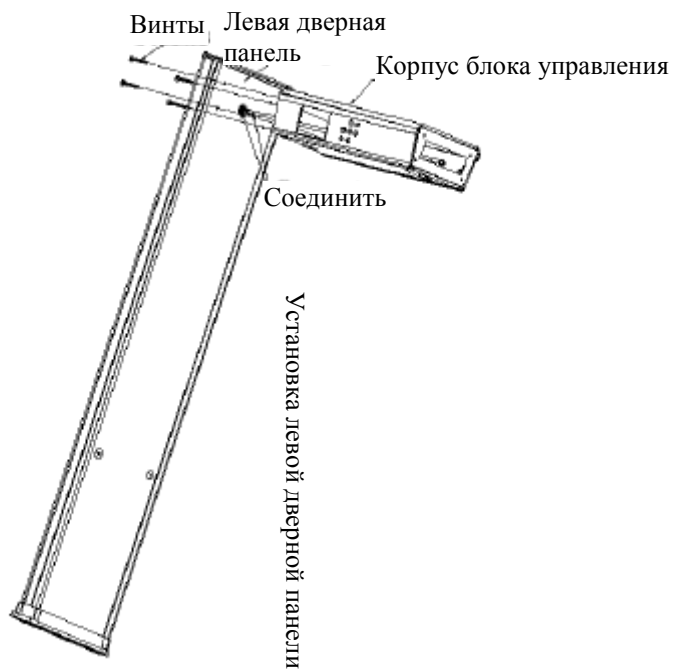 Винты
Левая дверная
панель
Корпус блока управления
Соединить
Установка левой дверной панели